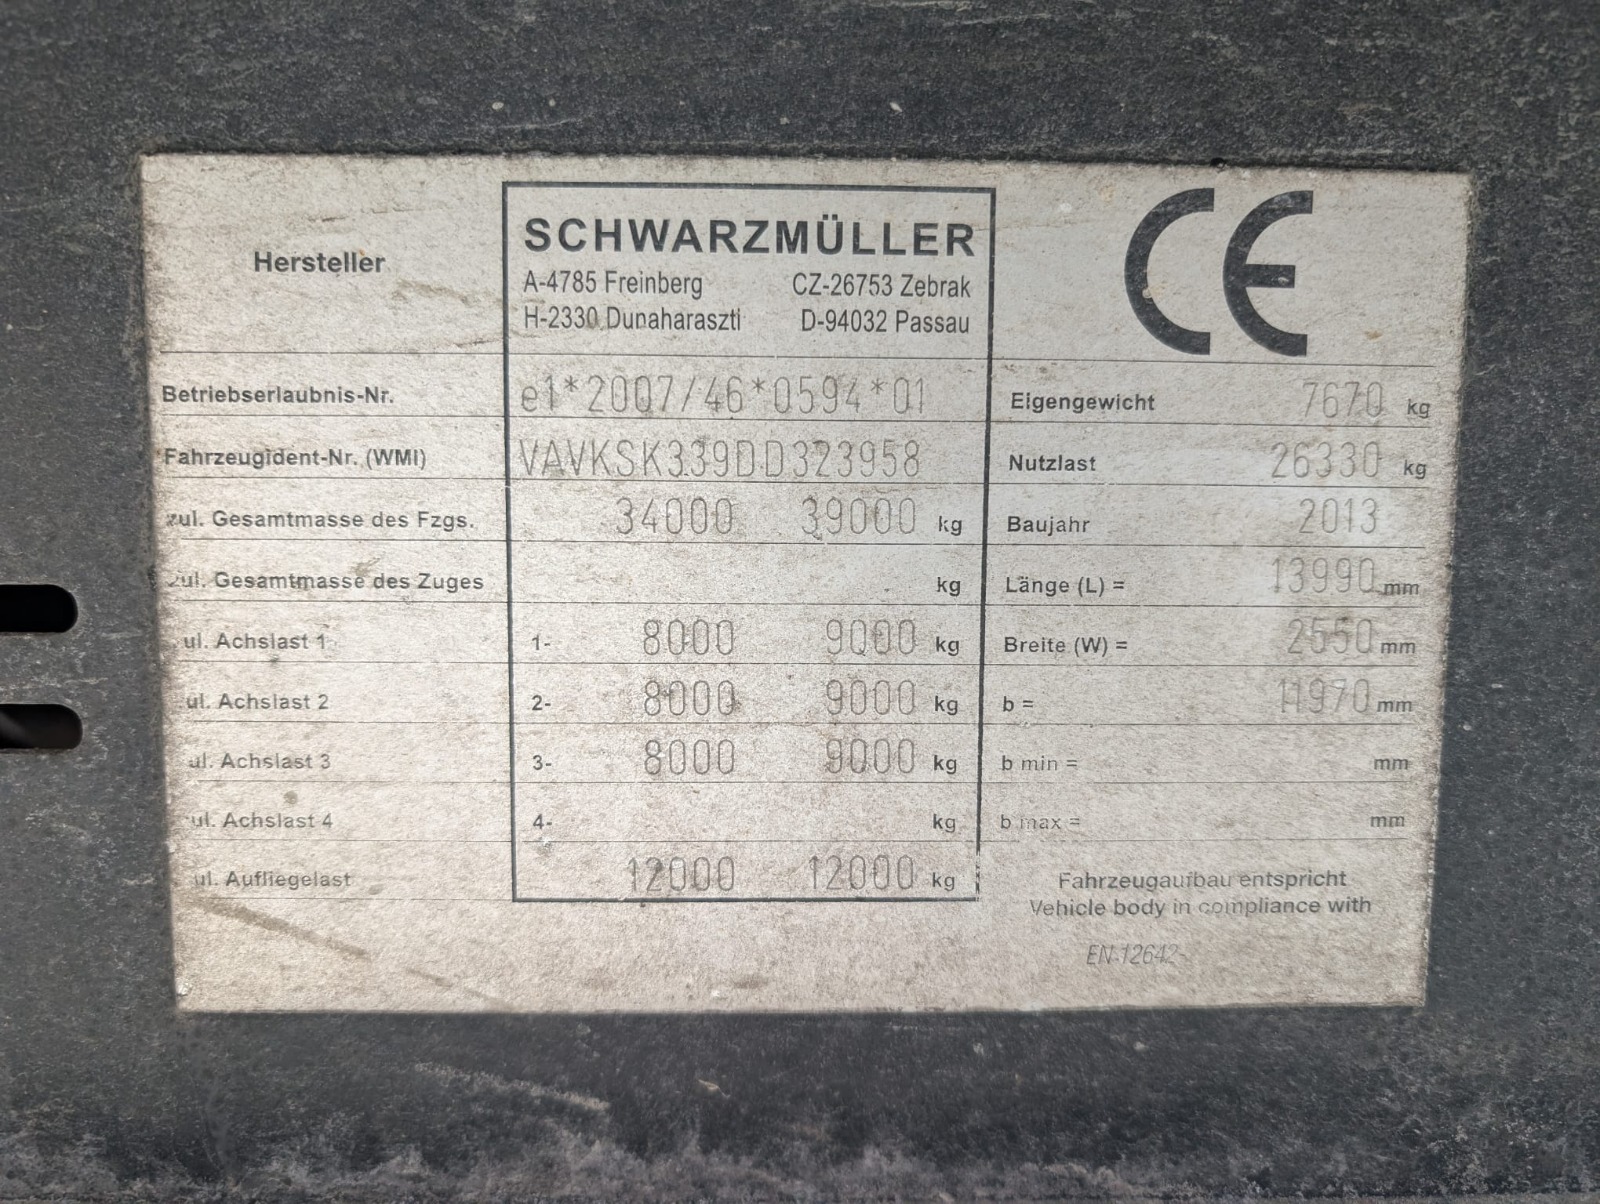 Hersteller
SCHWARZMÜLLER
A-4785 Freinberg CZ-26753 Zebrak
H-2330 Dunaharaszti D-94032 Passau
CE
Betriebserlaubnis-Nr. e1*2007/46*0594*01 Eigengewicht 7670 kg
Fahrzeugident-Nr. (WMI) VAVKSK339DD323958 Nutzlast 26330 kg
zul. Gesamtmasse des Fzgs. 34000 39000 kg Baujahr 2013
zul. Gesamtmasse des Zuges kg Länge (L) = 13990 mm
ul. Achslast 1 1- 8000 9000 kg Breite (W) = 2550 mm
ul. Achslast 2 2- 8000 9000 kg b = 11970 mm
ul. Achslast 3 3- 8000 9000 kg b min = mm
ul. Achslast 4 4- kg b max = mm
ul. Aufliegelast 12000 12000 kg
Fahrzeugaufbau entspricht
Vehicle body in compliance with
EN 12642-